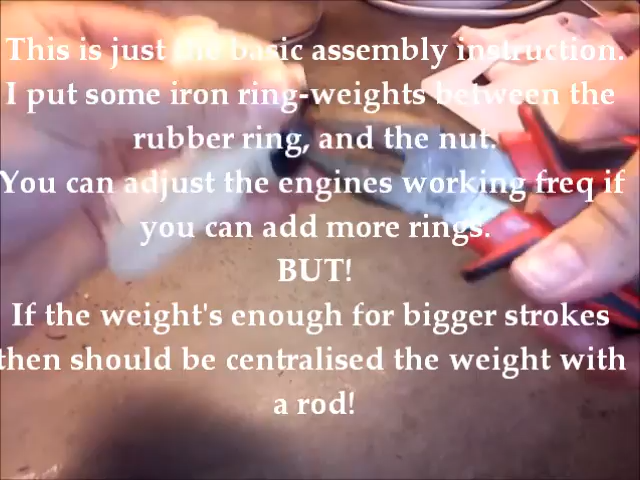 This is just the basic assembly instruction.
I put some iron ring-weights between the
rubber ring, and the nut.
You can adjust the engines working freq if
you can add more rings.
BUT!
If the weight's enough for bigger strokes
then should be centralised the weight with
a rod!